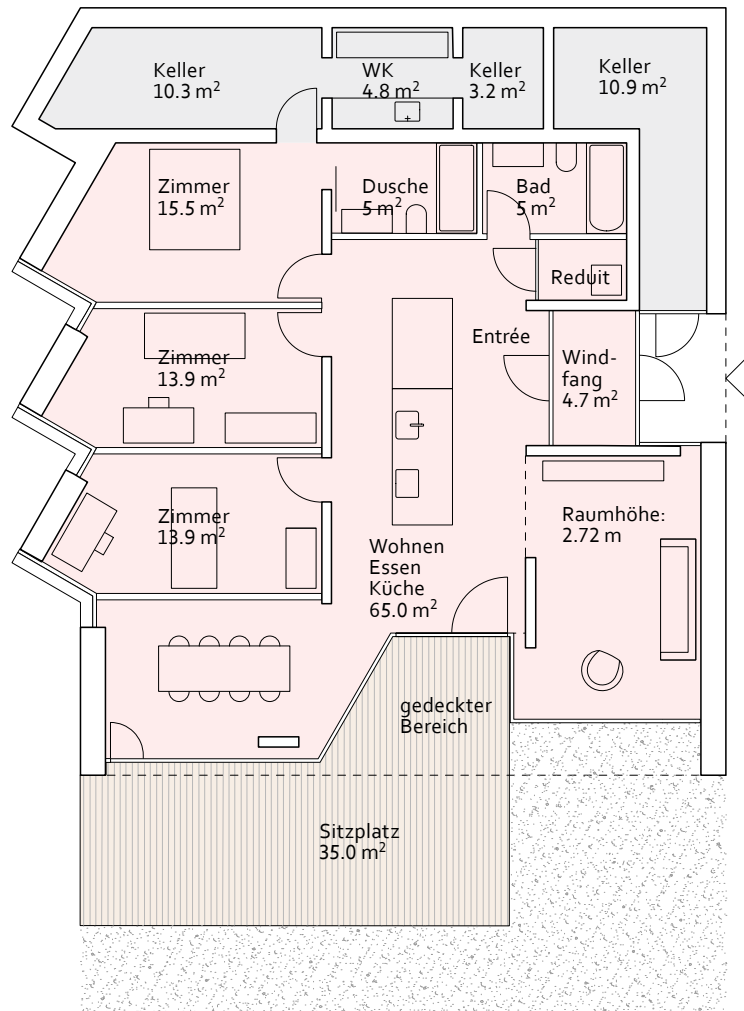 Keller
10.3 m²
WK
4.8 m²
Keller
3.2 m²
Keller
10.9 m²
Zimmer
15.5 m²
Dusche
5 m²
Bad
5 m²
Reduit
Entrée
Wind-
fang
4.7 m²
Zimmer
13.9 m²
Zimmer
13.9 m²
Raumhöhe:
2.72 m
Wohnen
Essen
Küche
65.0 m²
gedeckter
Bereich
Sitzplatz
35.0 m²